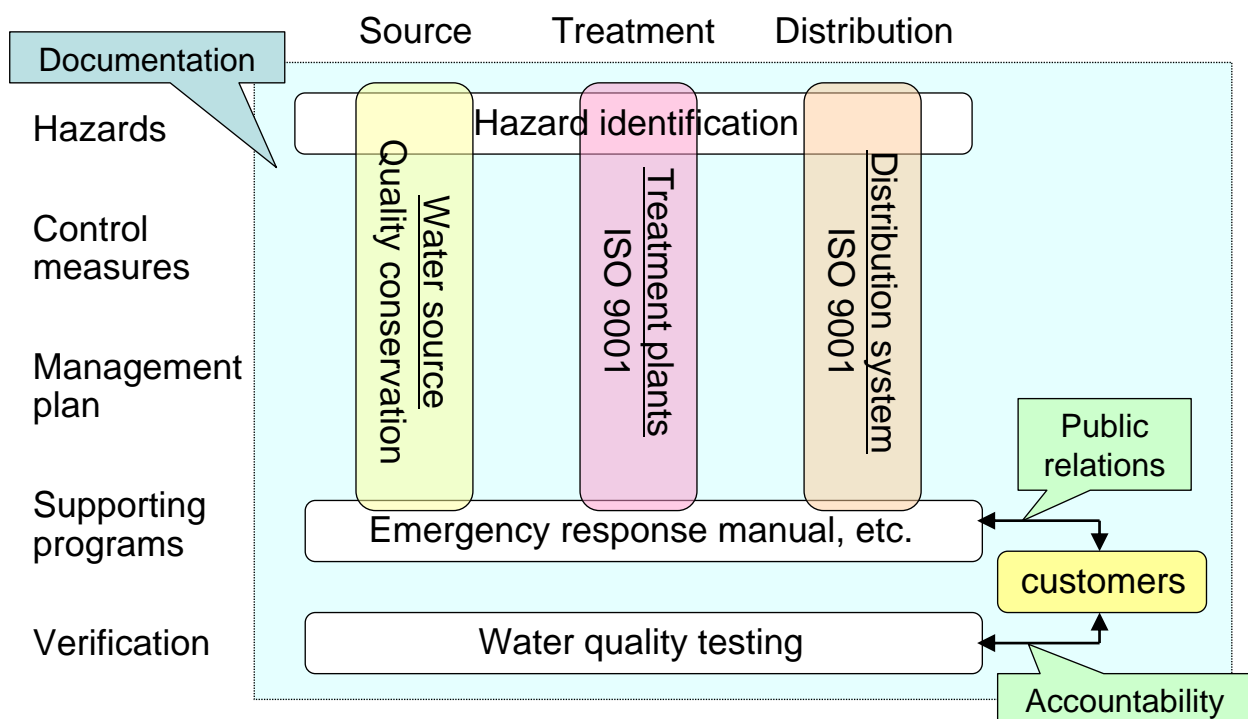 Source
Treatment
Distribution
Documentation
Hazards
Hazard identification
Control
measures
Management
plan
Water source
Quality conservation
Treatment plants
ISO 9001
Distribution system
ISO 9001
Public
relations
Supporting
programs
Emergency response manual, etc.
customers
Verification
Water quality testing
Accountability